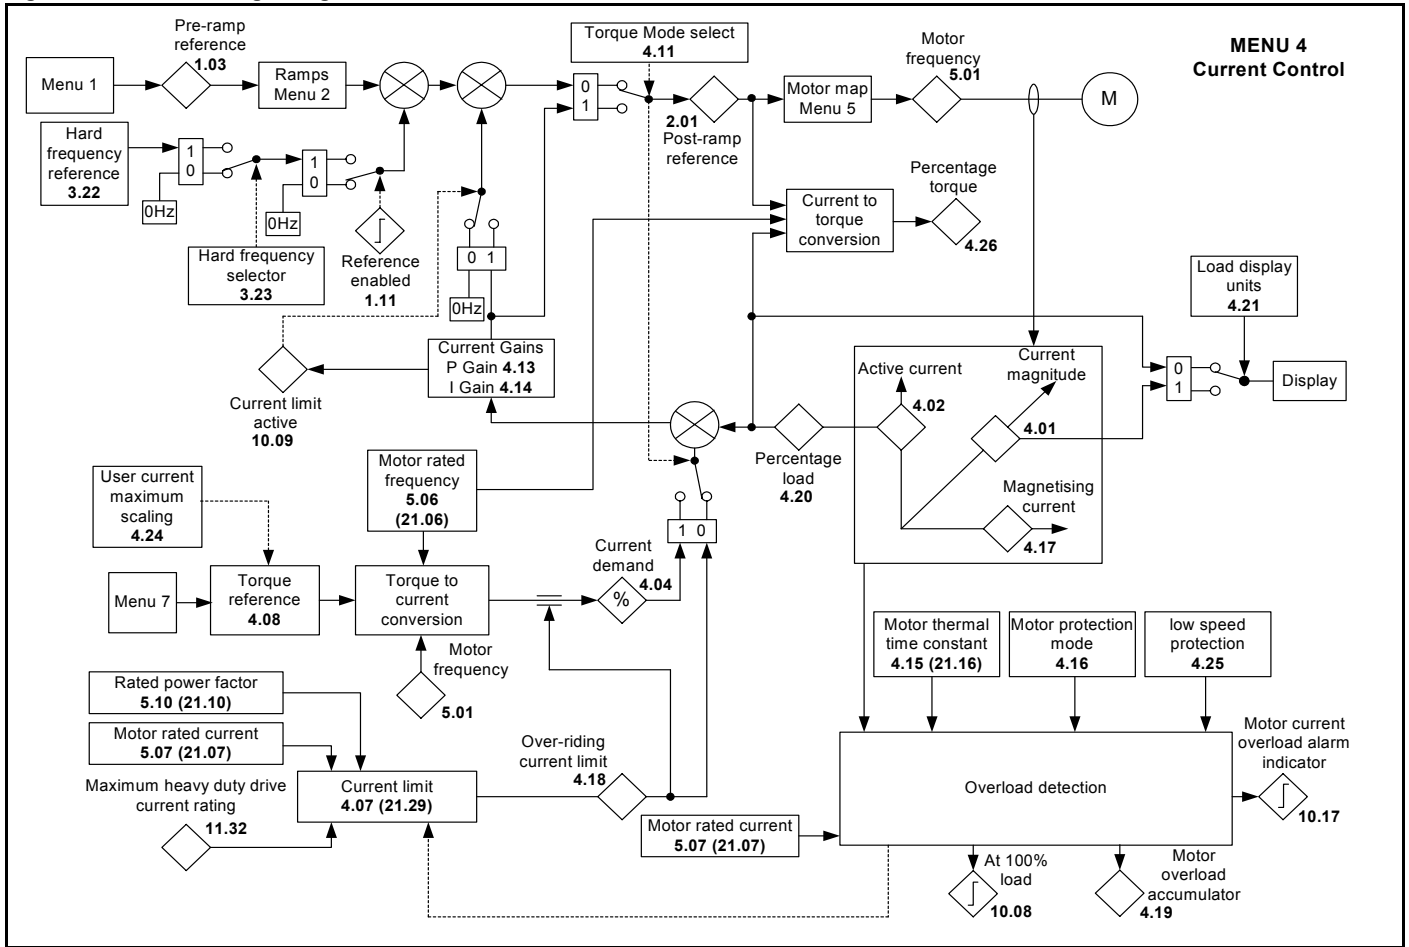 MENU 4
Current Control
Pre-ramp
reference
1.03
Menu 1
Ramps
Menu 2
Torque Mode select
4.11
0
1
2.01
Post-ramp
reference
Motor map
Menu 5
Motor
frequency
5.01
M
Hard
frequency
reference
3.22
1
0
0Hz
1
0
0Hz
Hard frequency
selector
3.23
Reference
enabled
1.11
0 1
0Hz
Current to
torque
conversion
Percentage
torque
4.26
Load display
units
4.21
0
1
Display
Current limit
active
10.09
Current Gains
P Gain 4.13
I Gain 4.14
Active current
4.02
Current
magnitude
4.01
Magnetising
current
4.17
Percentage
load
4.20
Motor rated
frequency
5.06
(21.06)
User current
maximum
scaling
4.24
1 0
Current
demand
4.04
%
Menu 7
Torque
reference
4.08
Torque to
current
conversion
Motor
frequency
5.01
Rated power factor
5.10 (21.10)
Motor rated current
5.07 (21.07)
Maximum heavy duty drive
current rating
11.32
Current limit
4.07 (21.29)
Over-riding
current limit
4.18
Motor thermal
time constant
4.15 (21.16)
Motor protection
mode
4.16
low speed
protection
4.25
Motor rated current
5.07 (21.07)
Overload detection
Motor current
overload alarm
indicator
10.17
At 100%
load
10.08
Motor
overload
accumulator
4.19